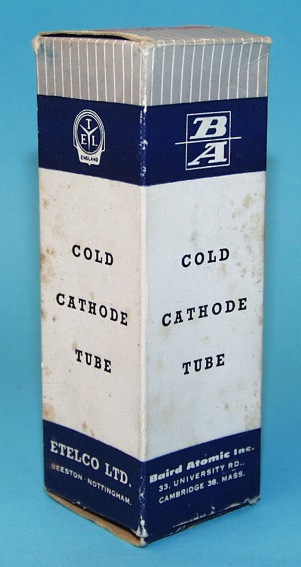 TEL
ENGLAND
COLD
CATHODE
TUBE
ETELCO LTD.
BEESTON · NOTTINGHAM.
BA
COLD
CATHODE
TUBE
Baird Atomic Inc.
33, UNIVERSITY RD.,
CAMBRIDGE 38, MASS.